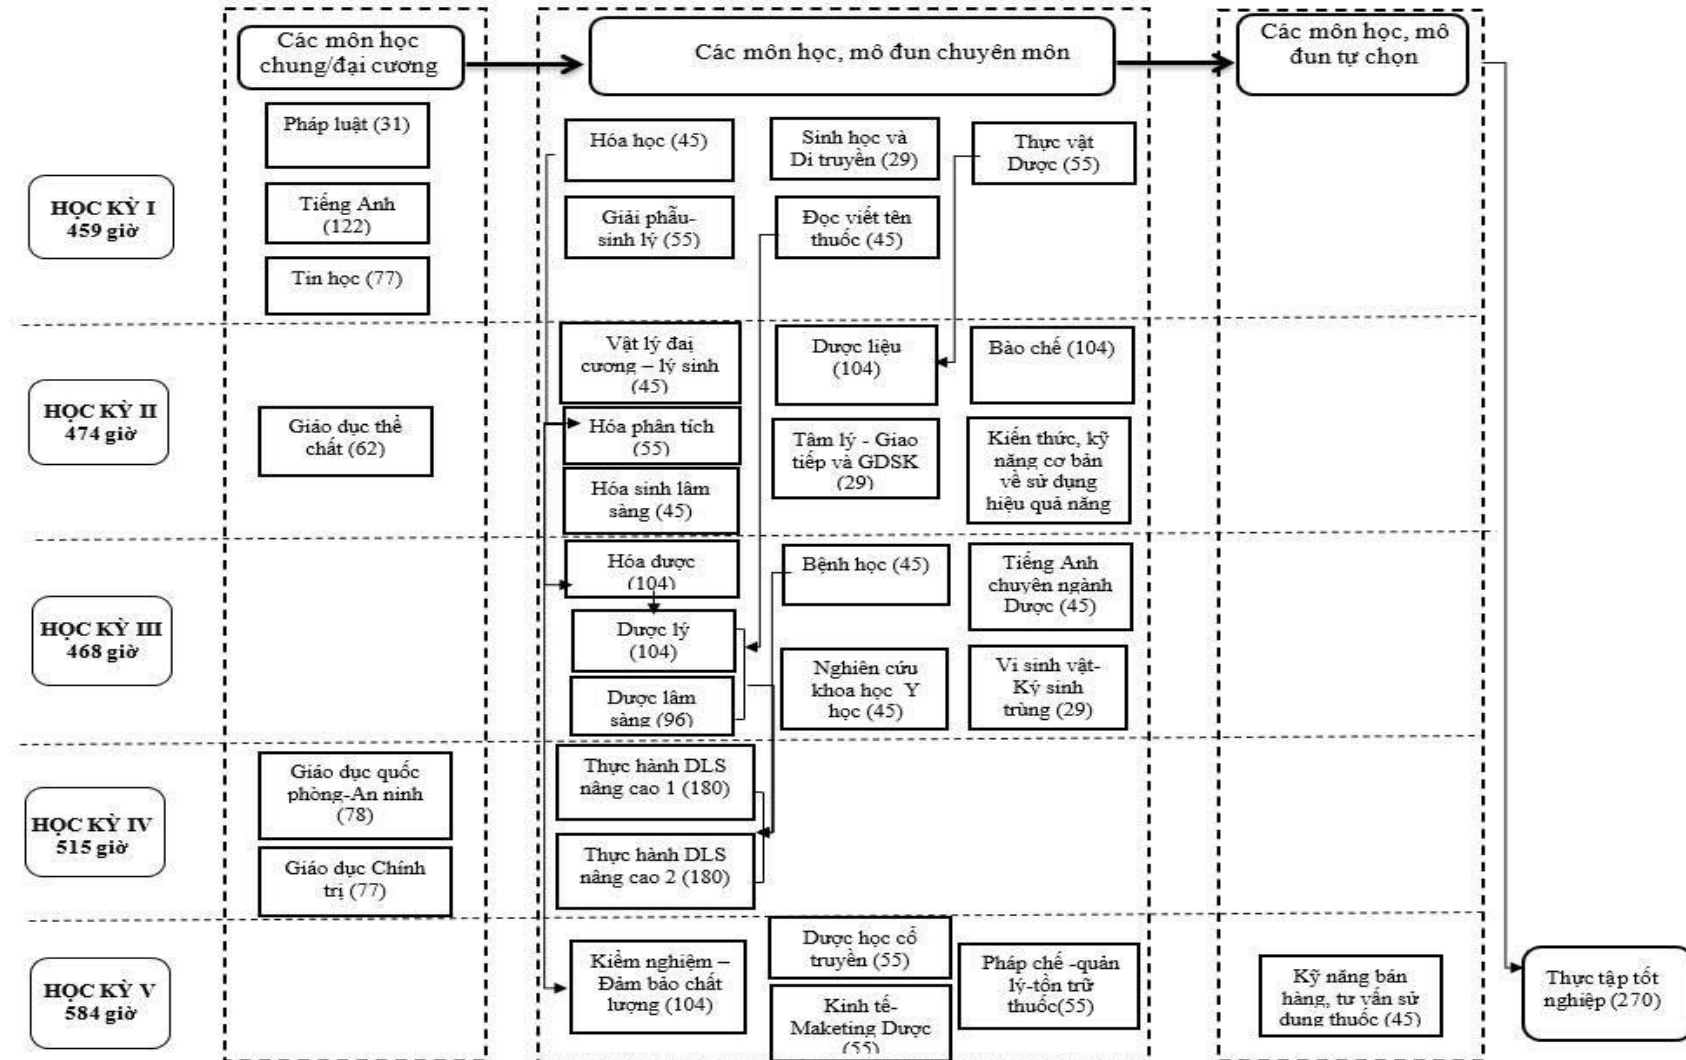 Các môn học
chung/đại cương
Các môn học, mô đun chuyên môn
Các môn học, mô
đun tự chọn
HỌC KỲ I
459 giờ
Pháp luật (31)
Tiếng Anh
(122)
Tin học (77)
Hóa học (45)
Sinh học và
Di truyền (29)
Thực vật
Dược (55)
Giải phẫu-
sinh lý (55)
Đọc viết tên
thuốc (45)
HỌC KỲ II
474 giờ
Giáo dục thể
chất (62)
Vật lý đại
cương – lý sinh
(45)
Dược liệu
(104)
Bào chế (104)
Hóa phân tích
(55)
Tâm lý - Giao
tiếp và GDSK
(29)
Kiến thức, kỹ
năng cơ bản
về sử dụng
hiệu quả năng
Hóa sinh lâm
sàng (45)
HỌC KỲ III
468 giờ
Hóa dược
(104)
Bệnh học (45)
Tiếng Anh
chuyên ngành
Dược (45)
Dược lý
(104)
Nghiên cứu
khoa học Y
học (45)
Vi sinh vật-
Ký sinh
trùng (29)
Dược lâm
sàng (96)
HỌC KỲ IV
515 giờ
Giáo dục quốc
phòng-An ninh
(78)
Giáo dục Chính
trị (77)
Thực hành DLS
nâng cao 1 (180)
Thực hành DLS
nâng cao 2 (180)
HỌC KỲ V
584 giờ
Kiểm nghiệm –
Đảm bảo chất
lượng (104)
Dược học cổ
truyền (55)
Kinh tế-
Maketing Dược
(55)
Pháp chế -quản
lý-tồn trữ
thuốc(55)
Kỹ năng bán
hàng, tư vấn sử
dụng thuốc (45)
Thực tập tốt
nghiệp (270)